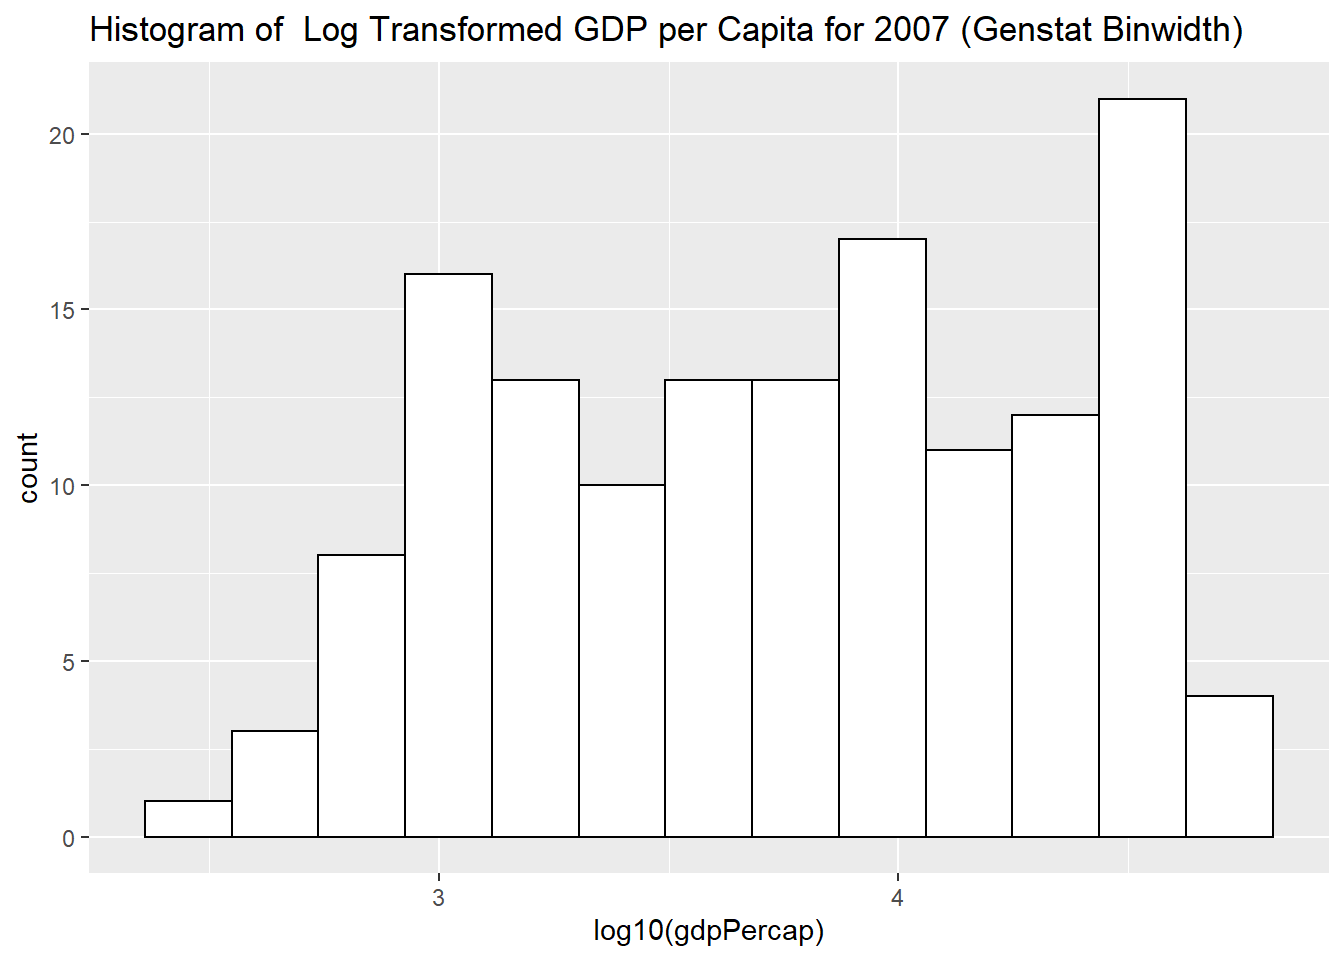 Histogram of  Log Transformed GDP per Capita for 2007 (Genstat Binwidth)
20
15
10
5
0
count
3
4
log10(gdpPercap)